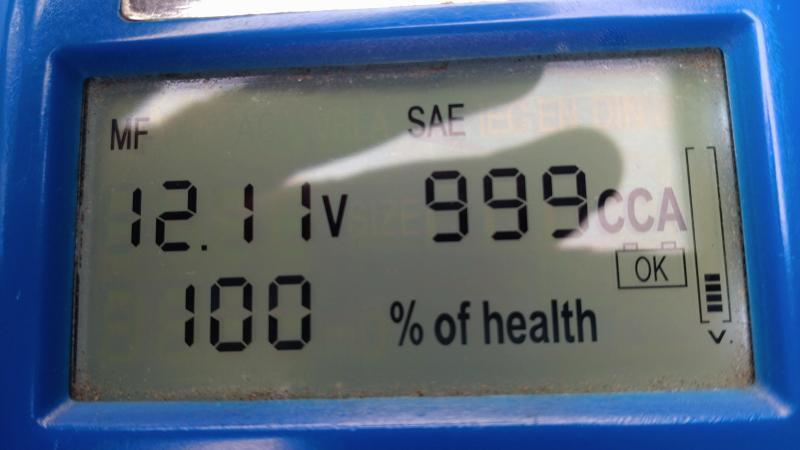 MF SAE
12.11V 999CCA
OK
100 % of health
V.